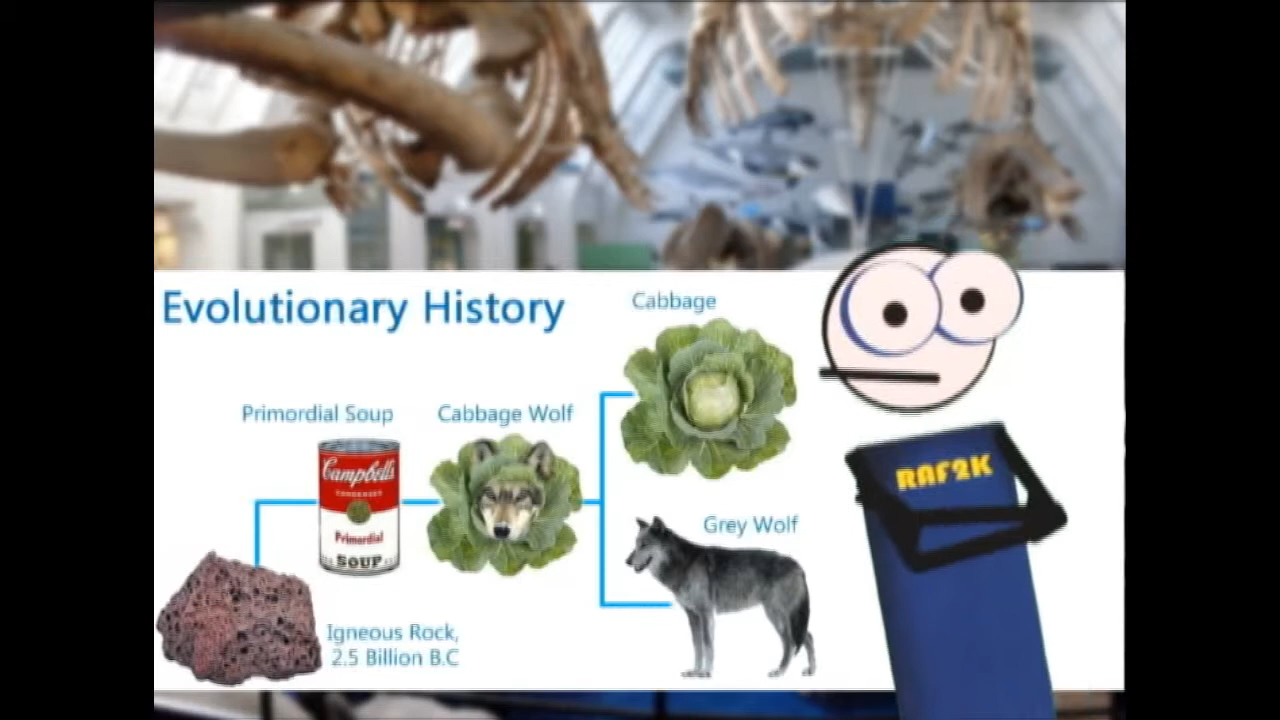 Evolutionary History
Cabbage
Primordial Soup
Cabbage Wolf
Campbell's
CONDENSED
Primordial
SOUP
Grey Wolf
Igneous Rock,
2.5 Billion B.C
RAF2K